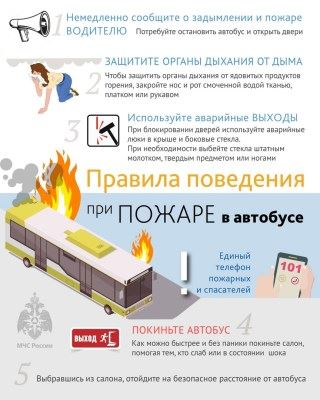 1 Немедленно сообщите о задымлении и пожаре
ВОДИТЕЛЮ Потребуйте остановить автобус и открыть двери
ЗАЩИТИТЕ ОРГАНЫ ДЫХАНИЯ ОТ ДЫМА
2 Чтобы защитить органы дыхания от ядовитых продуктов
горения, закройте нос и рот смоченной водой тканью,
платком или рукавом
3 Используйте аварийные ВЫХОДЫ
При блокировании дверей используйте аварийные
люки в крыше и боковые стекла.
При необходимости выбейте стекла штатным
молотком, твердым предметом или ногами
Правила поведения
при ПОЖАРЕ в автобусе
!
Единый
телефон
пожарных
и спасателей
101
МЧС России
ВЫХОД
ПОКИНЬТЕ АВТОБУС 4
Как можно быстрее и без паники покиньте салон,
помогая тем, кто слаб или в состоянии шока
5 Выбравшись из салона, отойдите на безопасное расстояние от автобуса